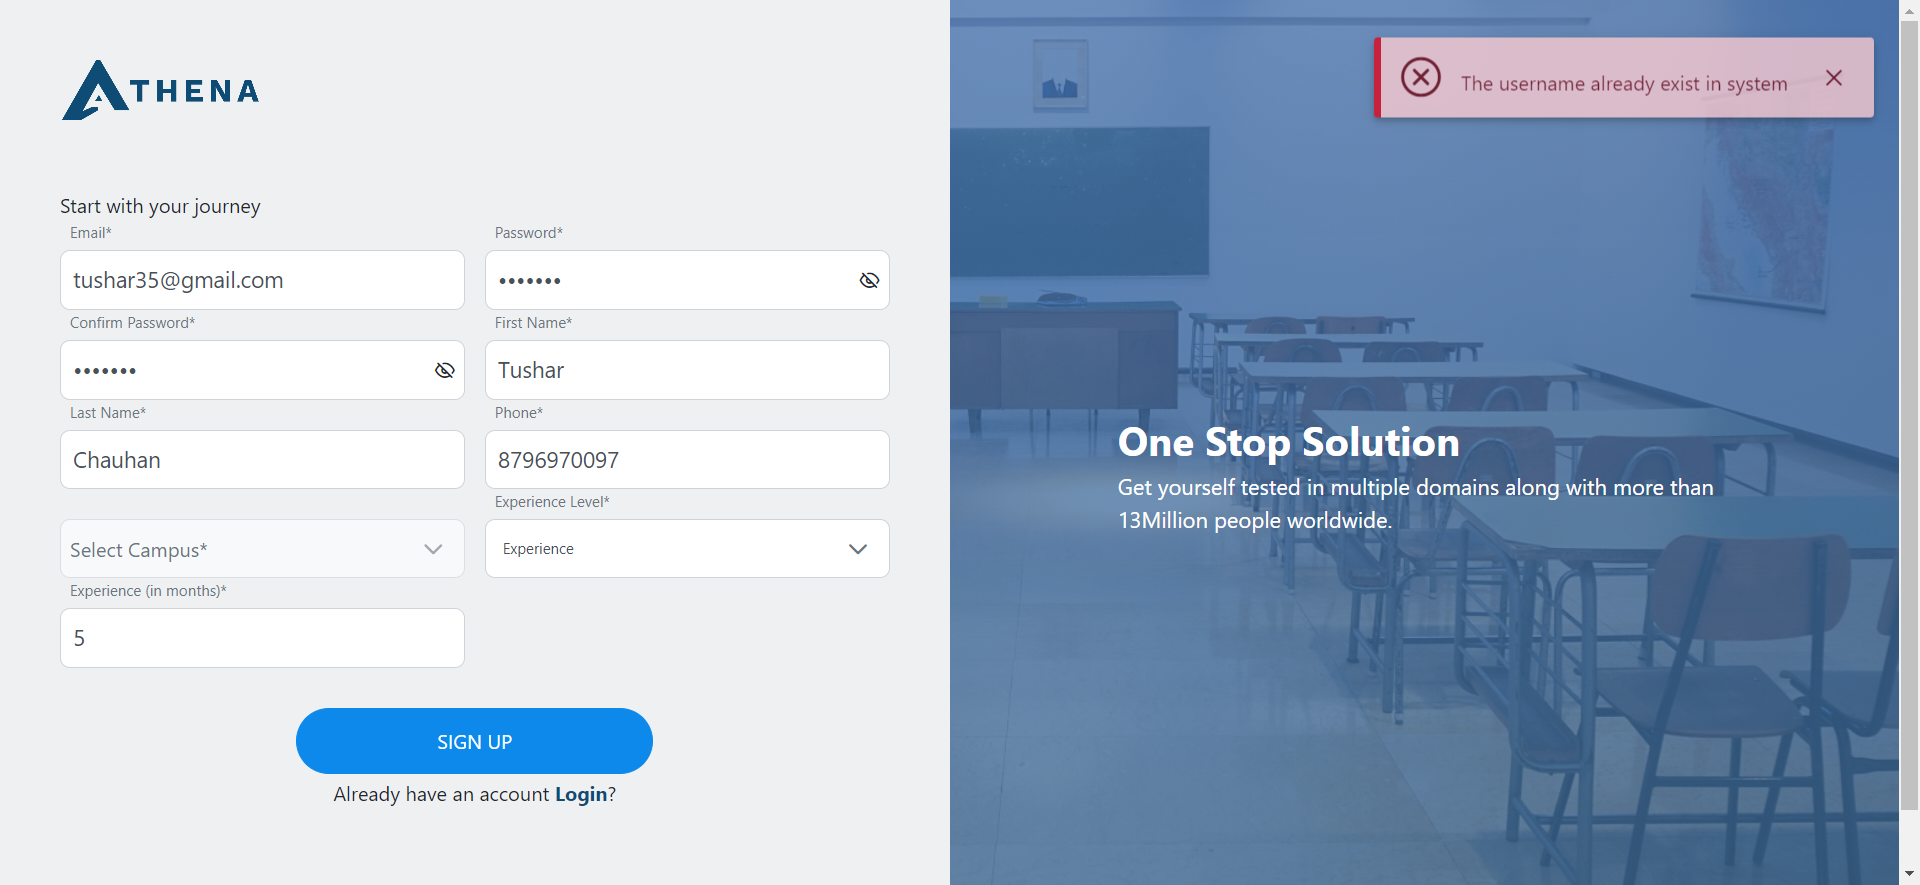 ATHENA
The username already exist in system
Start with your journey
Email*
Password*
tushar35@gmail.com
•••••••
Confirm Password*
First Name*
•••••••
Tushar
Last Name*
Phone*
Chauhan
8796970097
Experience Level*
Select Campus*
Experience
Experience (in months)*
5
SIGN UP
Already have an account Login?
One Stop Solution
Get yourself tested in multiple domains along with more than
13Million people worldwide.